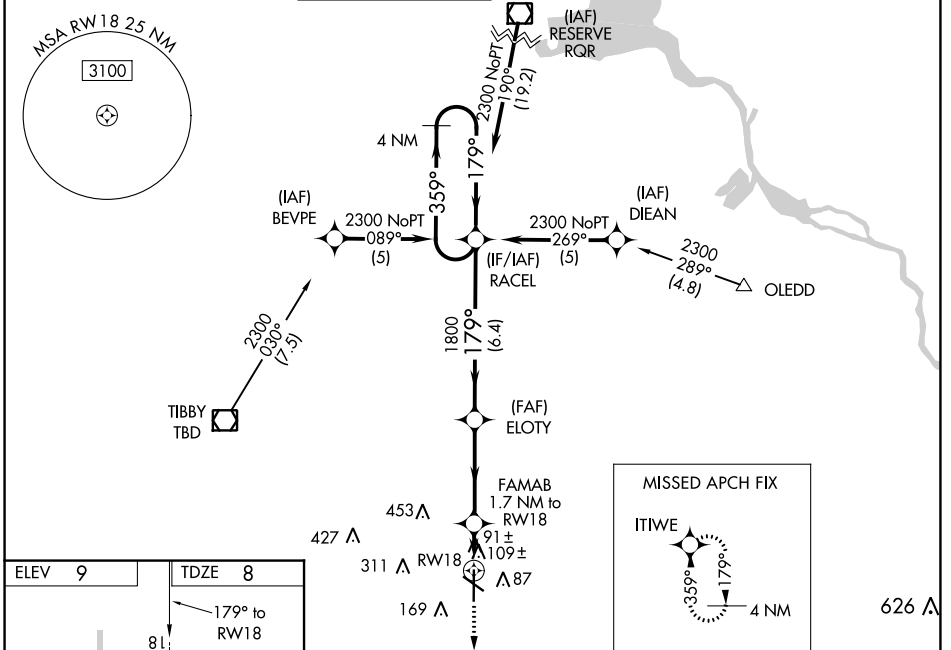 MSA RW18 25 NM
3100
(IAF)
RESERVE
RQR
2300 NoPT
190°
(19.2)
4 NM
359°
179°
(IAF)
BEVPE
2300 NoPT
089°
(5)
(IF/IAF)
RACEL
2300 NoPT
269°
(5)
(IAF)
DIEAN
2300
289°
(4.8)
OLEDD
2300
030°
(7.5)
TIBBY
TBD
1800
179°
(6.4)
(FAF)
ELOTY
FAMAB
1.7 NM to
RW18
453
427
91±
109±
311
RW18
87
169
MISSED APCH FIX
ITIWE
359°
179°
4 NM
626
ELEV 9
TDZE 8
179° to
RW18
18